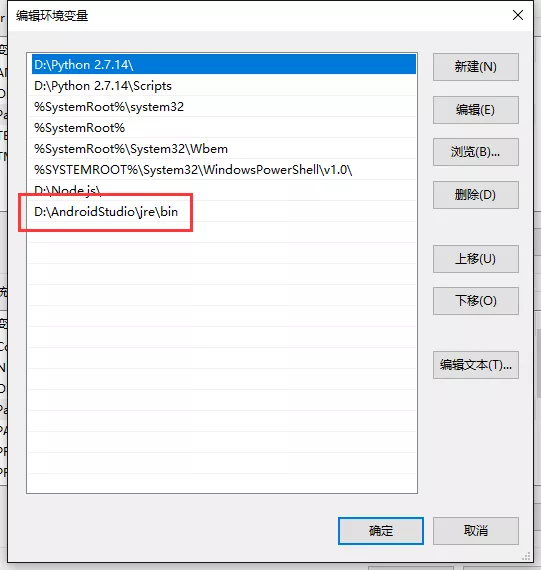 编辑环境变量
D:\Python 2.7.14\
D:\Python 2.7.14\Scripts
%SystemRoot%\system32
%SystemRoot%
%SystemRoot%\System32\Wbem
%SYSTEMROOT%\System32\WindowsPowerShell\v1.0\
D:\Node.js\
D:\AndroidStudio\jre\bin
新建(N)
编辑(E)
浏览(B)...
删除(D)
上移(U)
下移(O)
编辑文本(T)...
确定
取消